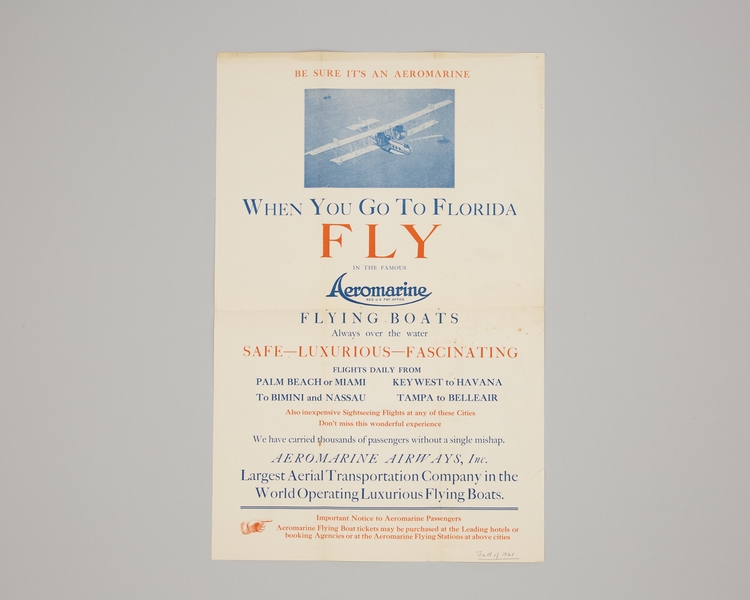 BE SURE IT'S AN AEROMARINE
WHEN YOU GO TO FLORIDA
FLY
IN THE FAMOUS
Aeromarine
REG. U.S. PAT. OFFICE
FLYING BOATS
Always over the water
SAFE—LUXURIOUS—FASCINATING
FLIGHTS DAILY FROM
PALM BEACH or MIAMI KEY WEST to HAVANA
To BIMINI and NASSAU TAMPA to BELLEAIR
Also inexpensive Sightseeing Flights at any of these Cities
Don't miss this wonderful experience
We have carried thousands of passengers without a single mishap.
AEROMARINE AIRWAYS, Inc.
Largest Aerial Transportation Company in the
World Operating Luxurious Flying Boats.
Important Notice to Aeromarine Passengers
Aeromarine Flying Boat tickets may be purchased at the Leading hotels or
booking Agencies or at the Aeromarine Flying Stations at above cities
Fall of